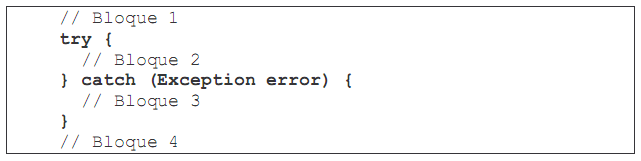 // Bloque 1
try {
// Bloque 2
} catch (Exception error) {
// Bloque 3
}
// Bloque 4